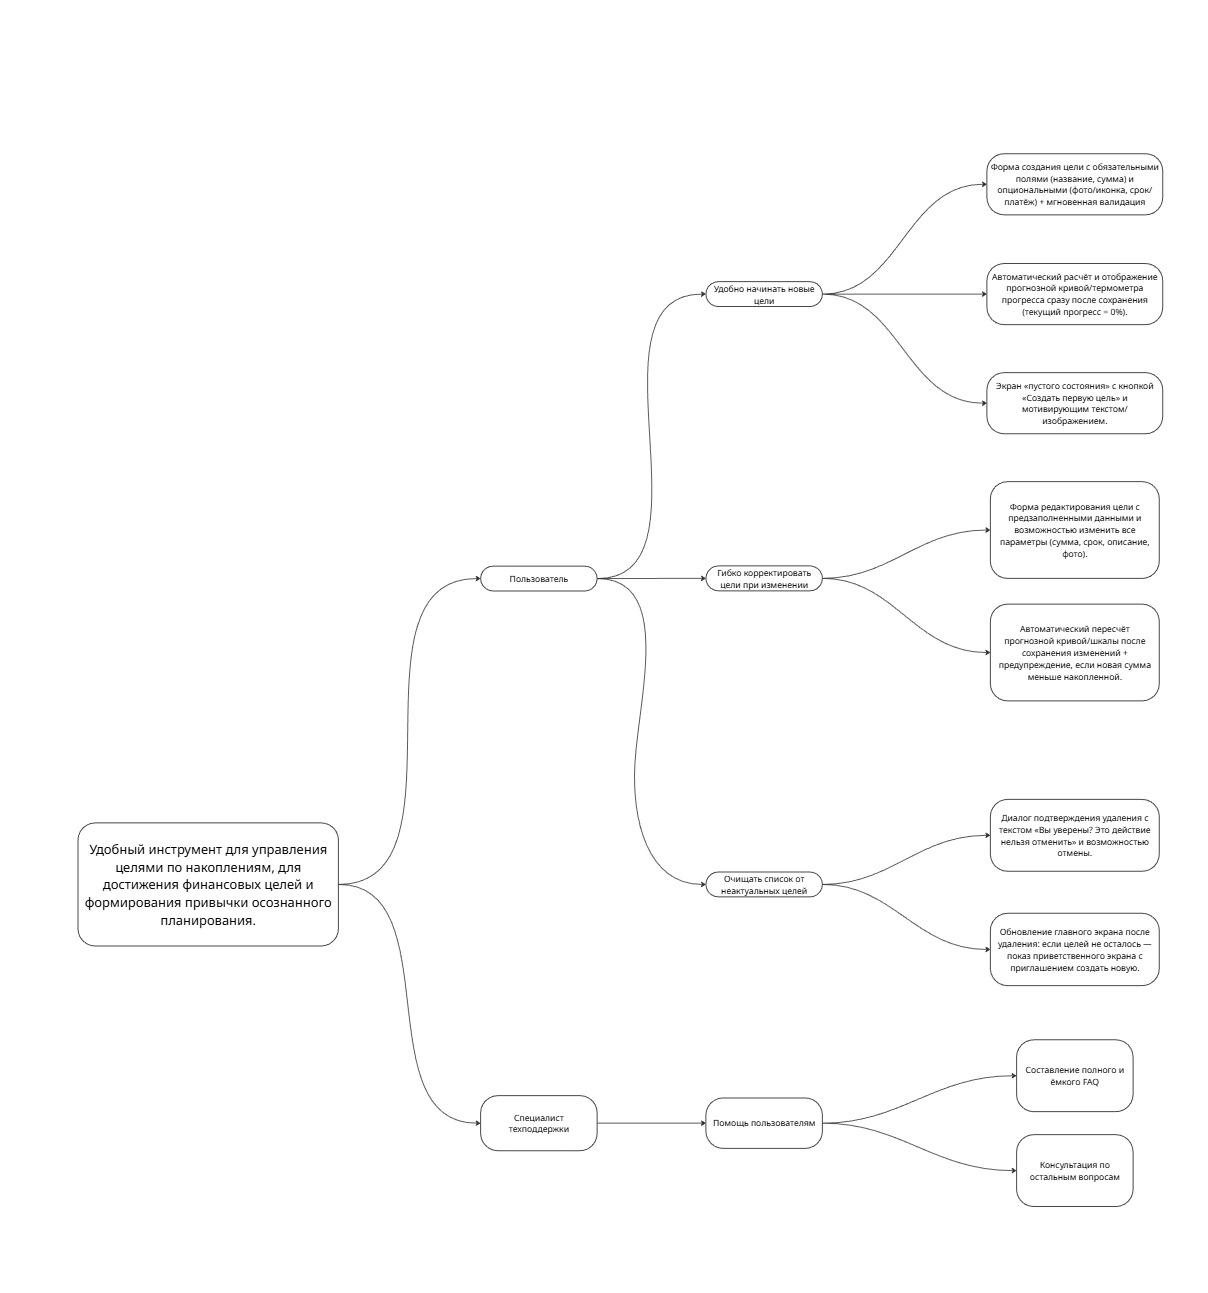 Форма создания цели с обязательными
полями (название, сумма) и
опциональными (фото/иконка, срок/
платёж) + мгновенная валидация
Автоматический расчёт и отображение
прогнозной кривой/термометра
прогресса сразу после сохранения
(текущий прогресс = 0%).
Удобно начинать новые
цели
Экран «пустого состояния» с кнопкой
«Создать первую цель» и
мотивирующим текстом/
изображением.
Форма редактирования цели с
предзаполненными данными и
возможностью изменить все
параметры (сумма, срок, описание,
фото).
Пользователь
Гибко корректировать
цели при изменении
Автоматический пересчёт
прогнозной кривой/шкалы после
сохранения изменений +
предупреждение, если новая сумма
меньше накопленной.
Диалог подтверждения удаления с
текстом «Вы уверены? Это действие
нельзя отменить» и возможностью
отмены.
Удобный инструмент для управления
целями по накоплениям, для
достижения финансовых целей и
формирования привычки осознанного
планирования.
Очищать список от
неактуальных целей
Обновление главного экрана после
удаления: если целей не осталось —
показ приветственного экрана с
приглашением создать новую.
Составление полного и
ёмкого FAQ
Специалист
техподдержки
Помощь пользователям
Консультация по
остальным вопросам